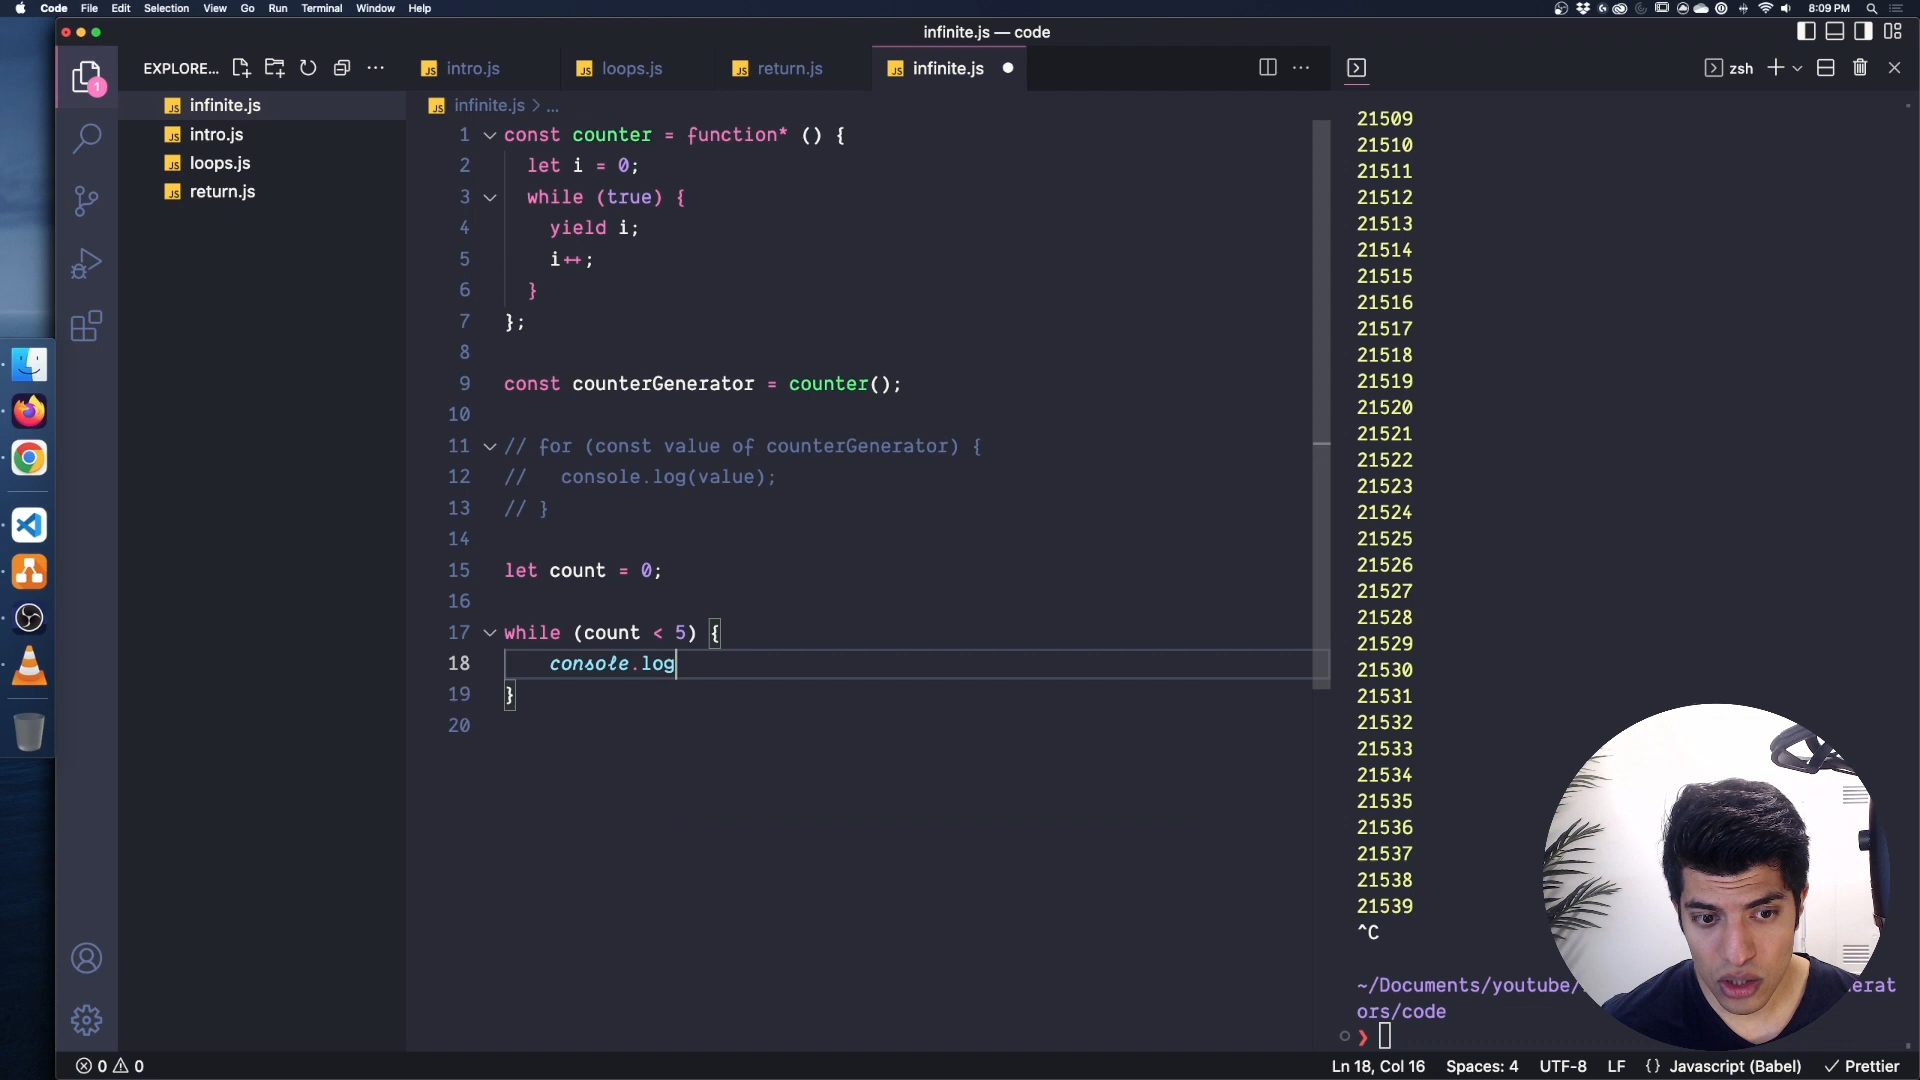 Code File Edit Selection View Go Run Terminal Window Help 8:09 PM
infinite.js — code
EXPLORE...
1
infinite.js
intro.js
loops.js
return.js
intro.js loops.js return.js infinite.js
infinite.js > ...
1 const counter = function* () {
2 let i = 0;
3 while (true) {
4 yield i;
5 i++;
6 }
7 };
8
9 const counterGenerator = counter();
10
11 // for (const value of counterGenerator) {
12 // console.log(value);
13 // }
14
15 let count = 0;
16
17 while (count < 5) {
18 console.log
19 }
20
zsh
21509
21510
21511
21512
21513
21514
21515
21516
21517
21518
21519
21520
21521
21522
21523
21524
21525
21526
21527
21528
21529
21530
21531
21532
21533
21534
21535
21536
21537
21538
21539
^C
~/Documents/youtube/
ors/code
❯
0 0
Ln 18, Col 16 Spaces: 4 UTF-8 LF {} Javascript (Babel) ✓ Prettier